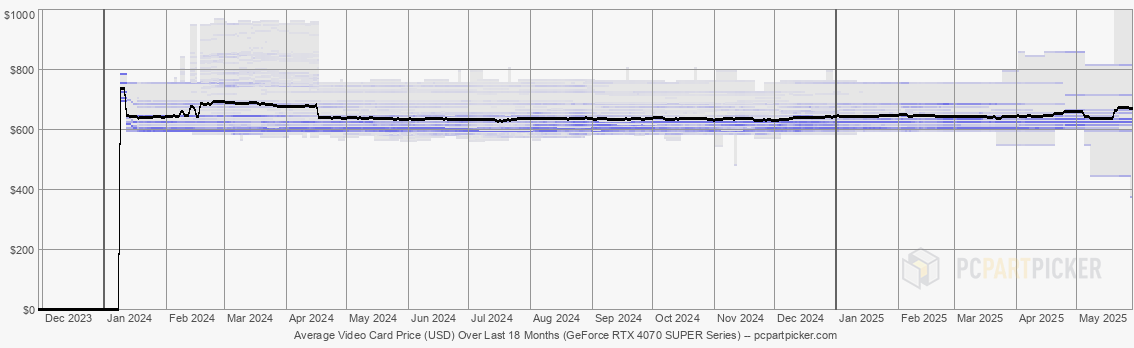 $1000
$800
$600
$400
$200
$0
PCPARTPICKER
Dec 2023 Jan 2024 Feb 2024 Mar 2024 Apr 2024 May 2024 Jun 2024 Jul 2024 Aug 2024 Sep 2024 Oct 2024 Nov 2024 Dec 2024 Jan 2025 Feb 2025 Mar 2025 Apr 2025 May 2025
Average Video Card Price (USD) Over Last 18 Months (GeForce RTX 4070 SUPER Series) -- pcpartpicker.com